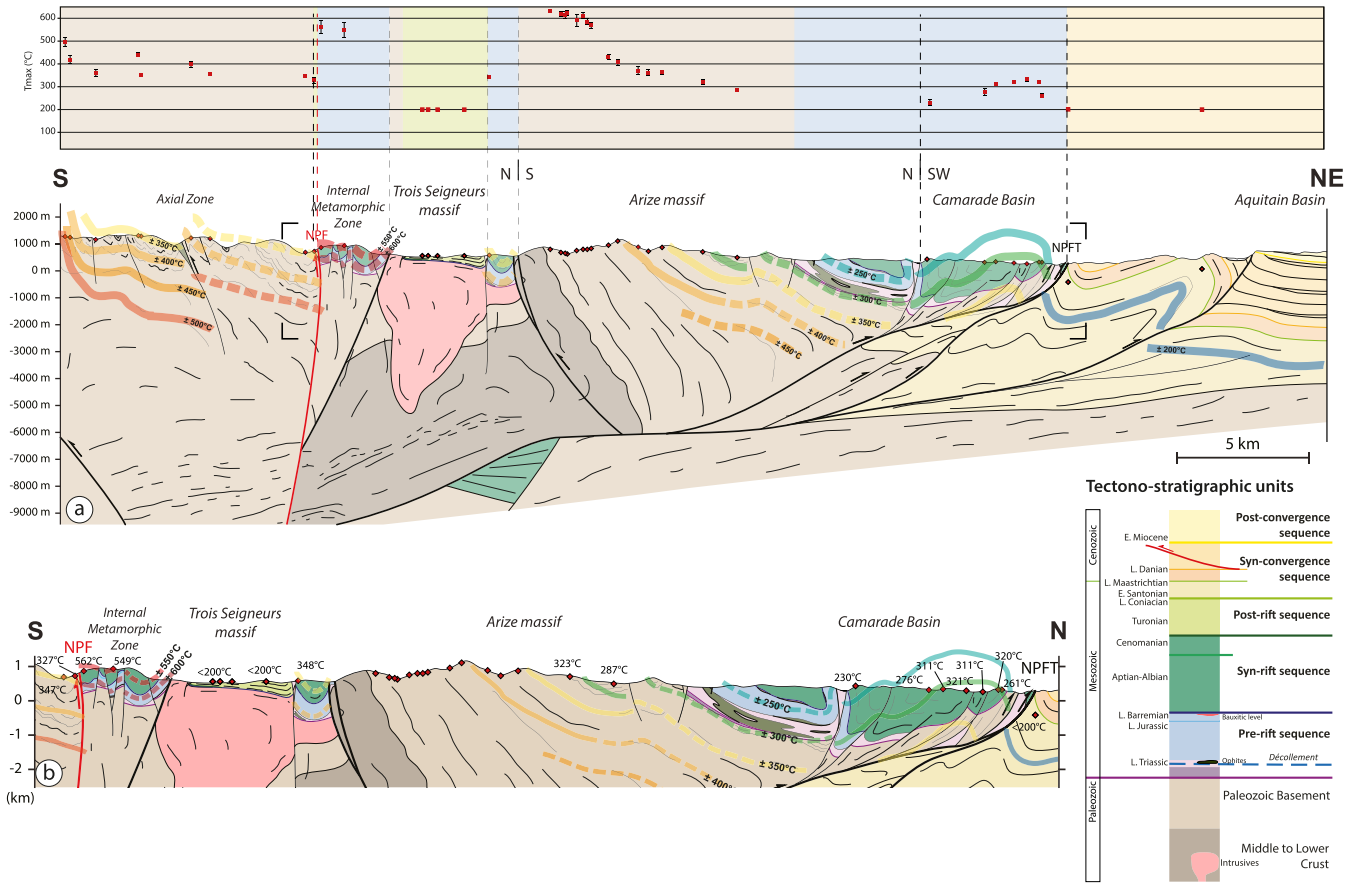 600
500
400
300
200
100
Tmax (°C)
S
N
S
N
SW
NE
Axial Zone
Internal
Metamorphic
Zone
Trois Seigneurs
massif
Arize massif
Camarade Basin
Aquitain Basin
NPF
NPFT
2000 m
1000 m
0 m
-1000 m
-2000 m
-3000 m
-4000 m
-5000 m
-6000 m
-7000 m
-8000 m
-9000 m
± 350°C
± 400°C
± 450°C
± 500°C
± 550°C
± 600°C
± 250°C
± 300°C
± 350°C
± 400°C
± 450°C
± 200°C
5 km
a
Tectono-stratigraphic units
Cenozoic
Mesozoic
Paleozoic
E. Miocene
L. Danian
L. Maastrichtian
E. Santonian
L. Coniacian
Turonian
Cenomanian
Aptian-Albian
L. Barremian
L. Jurassic
L. Triassic
Post-convergence
sequence
Syn-convergence
sequence
Post-rift sequence
Syn-rift sequence
Bauxitic level
Pre-rift sequence
Ophites
Décollement
Paleozoic Basement
Middle to Lower
Crust
Intrusives
S
N
Internal
Metamorphic
Zone
Trois Seigneurs
massif
Arize massif
Camarade Basin
NPF
NPFT
1
0
-1
-2
(km)
327°C
562°C
549°C
347°C
± 550°C
± 600°C
<200°C
<200°C
348°C
323°C
287°C
230°C
276°C
311°C
321°C
311°C
320°C
261°C
<200°C
± 250°C
± 300°C
± 350°C
± 400°C
b